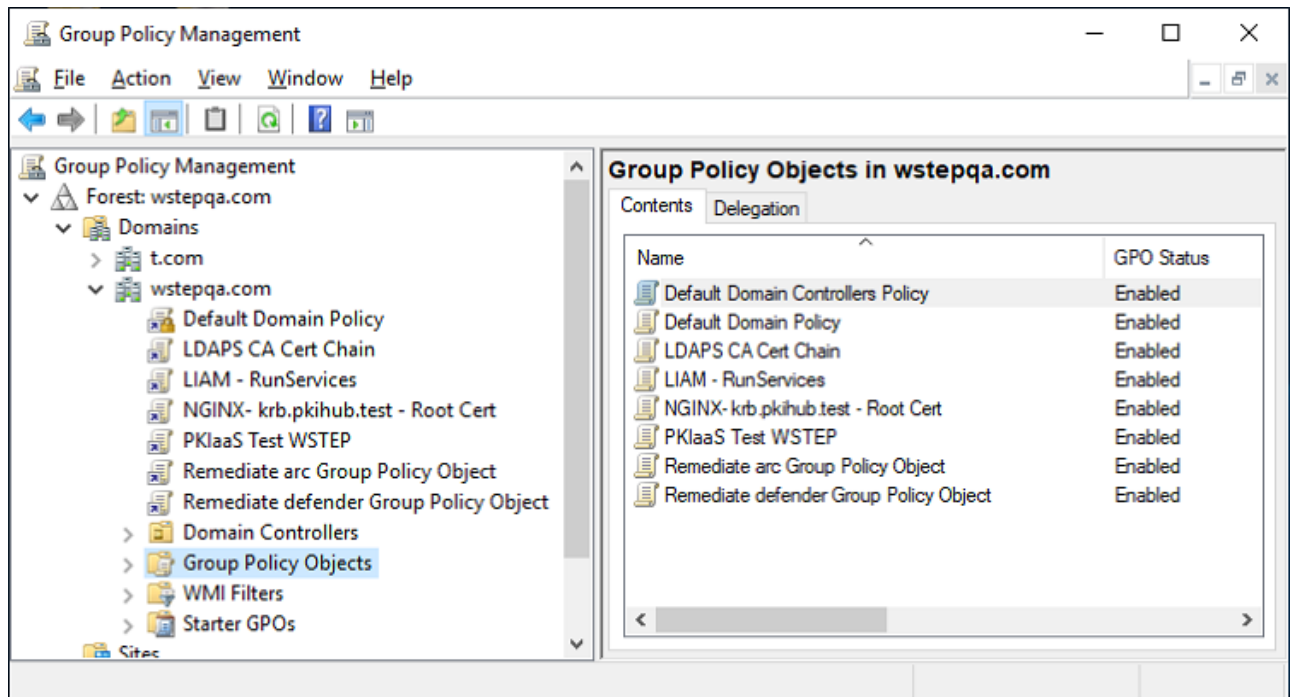 Group Policy Management
File Action View Window Help
Group Policy Management
Forest: wstepqa.com
Domains
t.com
wstepqa.com
Default Domain Policy
LDAPS CA Cert Chain
LIAM - RunServices
NGINX- krb.pkihub.test - Root Cert
PKIaaS Test WSTEP
Remediate arc Group Policy Object
Remediate defender Group Policy Object
Domain Controllers
Group Policy Objects
WMI Filters
Starter GPOs
Sites
Group Policy Objects in wstepqa.com
Contents Delegation
Name GPO Status
Default Domain Controllers Policy Enabled
Default Domain Policy Enabled
LDAPS CA Cert Chain Enabled
LIAM - RunServices Enabled
NGINX- krb.pkihub.test - Root Cert Enabled
PKIaaS Test WSTEP Enabled
Remediate arc Group Policy Object Enabled
Remediate defender Group Policy Object Enabled